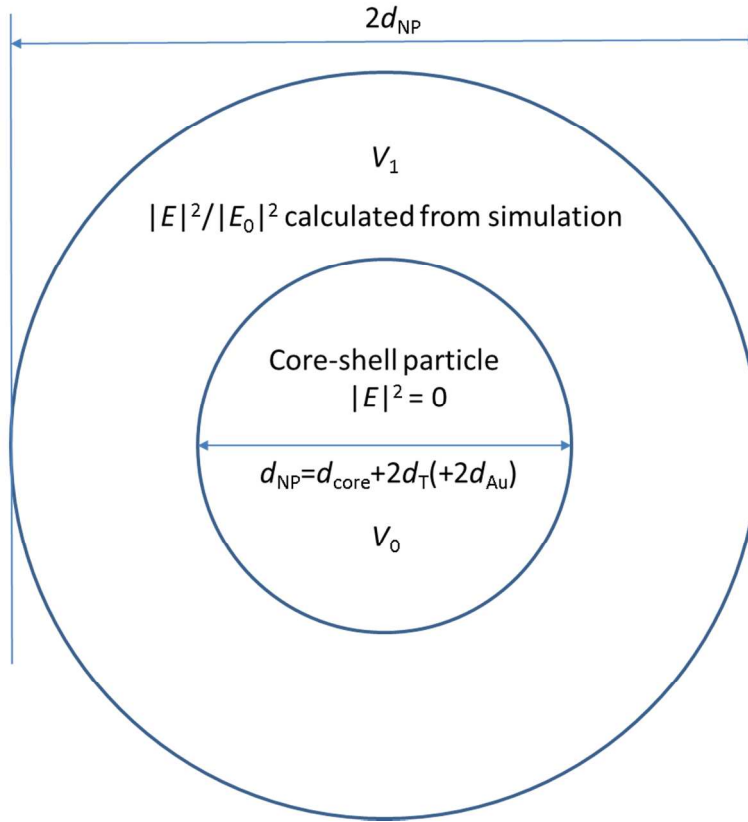 2d_NP
V_1
|E|²/|E_0|² calculated from simulation
Core-shell particle
|E|² = 0
d_NP=d_core+2d_T(+2d_Au)
V_0